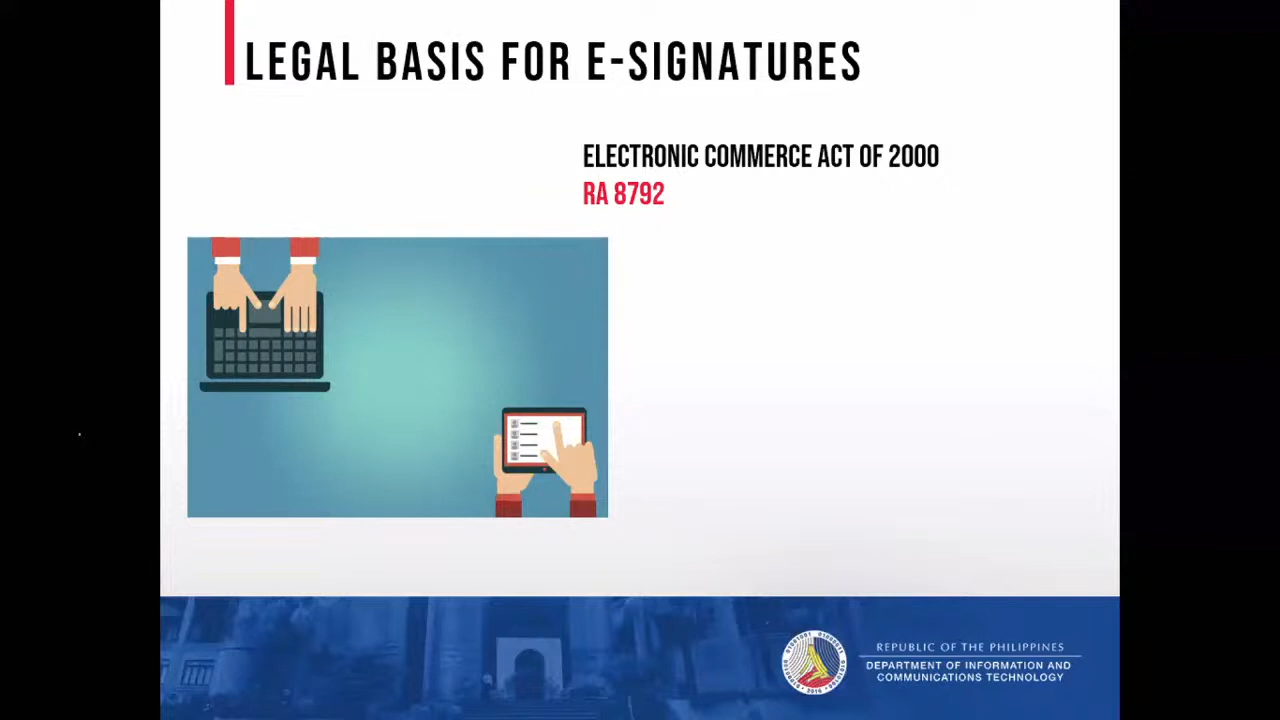 LEGAL BASIS FOR E-SIGNATURES
ELECTRONIC COMMERCE ACT OF 2000
RA 8792
REPUBLIC OF THE PHILIPPINES
DEPARTMENT OF INFORMATION AND
COMMUNICATIONS TECHNOLOGY
2016